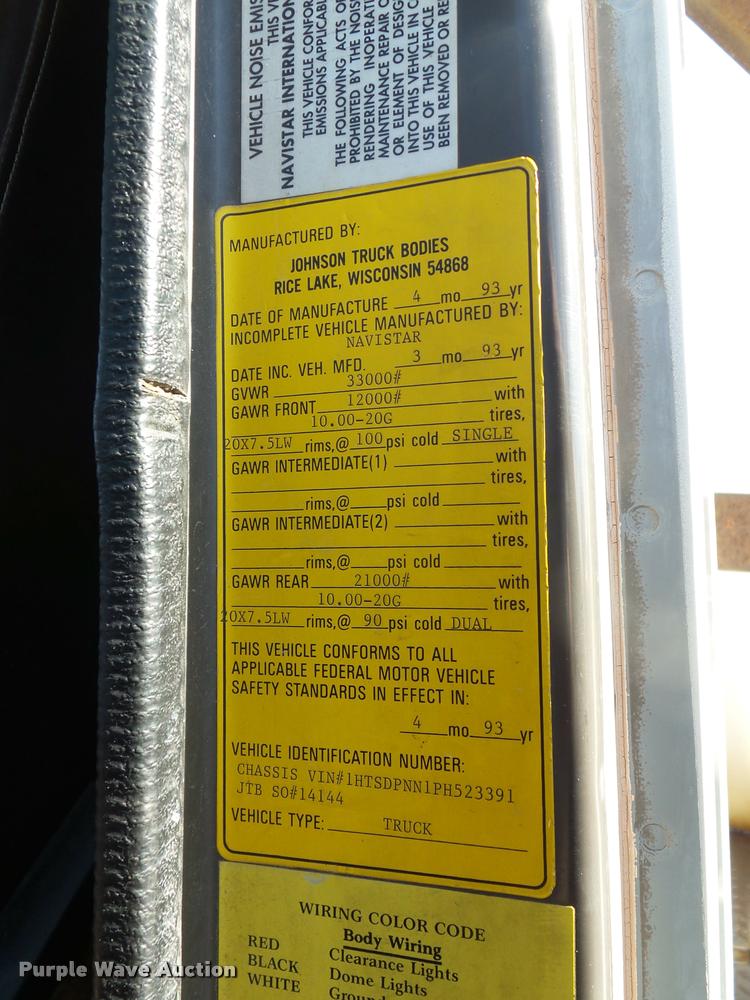 VEHICLE NOISE EMIS
THIS VE
NAVISTAR INTERNATION
THIS VEHICLE CONFOR
EMISSIONS APPLICABL
THE FOLLOWING ACTS O
PROHIBITED BY THE NOIS
RENDERING INOPERATI
MAINTENANCE REPAIR O
OR ELEMENT OF DESIG
INTO THIS VEHICLE IN C
USE OF THIS VEHICLE
BEEN REMOVED OR RE
MANUFACTURED BY:
JOHNSON TRUCK BODIES
RICE LAKE, WISCONSIN 54868
DATE OF MANUFACTURE 4 mo 93 yr
INCOMPLETE VEHICLE MANUFACTURED BY:
NAVISTAR
DATE INC. VEH. MFD. 3 mo 93 yr
GVWR 33000#
GAWR FRONT 12000# with
10.00-20G tires,
20X7.5LW rims,@ 100 psi cold SINGLE
GAWR INTERMEDIATE(1) with
tires,
rims,@ psi cold
GAWR INTERMEDIATE(2) with
tires,
rims,@ psi cold
GAWR REAR 21000# with
10.00-20G tires,
20X7.5LW rims,@ 90 psi cold DUAL
THIS VEHICLE CONFORMS TO ALL
APPLICABLE FEDERAL MOTOR VEHICLE
SAFETY STANDARDS IN EFFECT IN:
4 mo 93 yr
VEHICLE IDENTIFICATION NUMBER:
CHASSIS VIN#1HTSDPNN1PH523391
JTB SO#14144
VEHICLE TYPE: TRUCK
WIRING COLOR CODE
Body Wiring
RED Clearance Lights
BLACK Dome Lights
WHITE Ground
Purple Wave Auction